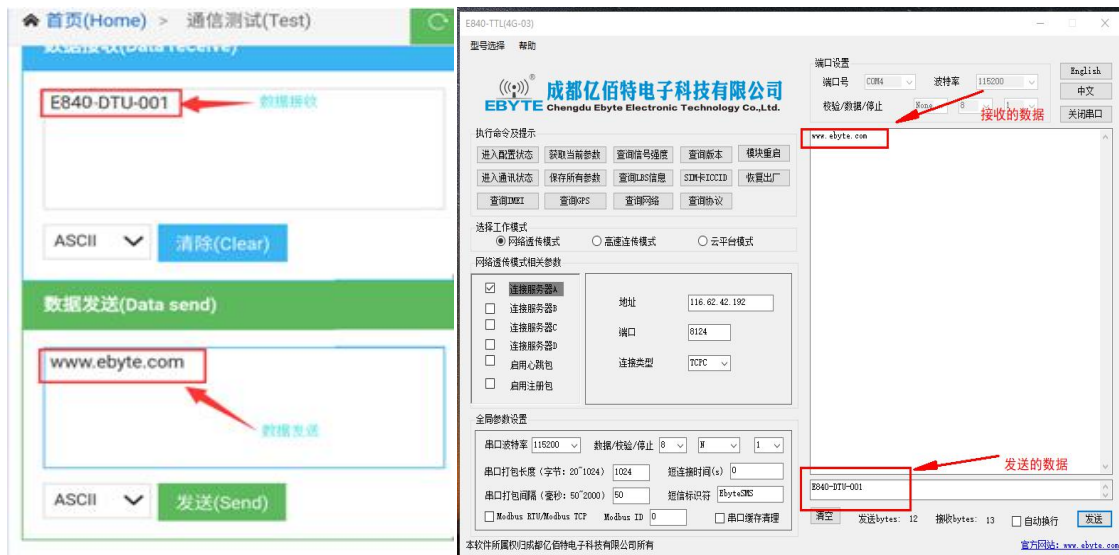 首页(Home) > 通信测试(Test)
数据接收(Data receive)
E840-DTU-001
数据接收
ASCII
清除(Clear)
数据发送(Data send)
www.ebyte.com
数据发送
ASCII
发送(Send)
E840-TTL(4G-03)
型号选择 帮助
EBYTE
®
成都亿佰特电子科技有限公司
Chengdu Ebyte Electronic Technology Co.,Ltd.
端口设置
端口号 COM4 波特率 115200
校验/数据/停止 None 8 1
English
中文
关闭串口
接收的数据
www.ebyte.com
执行命令及提示
进入配置状态 获取当前参数 查询信号强度 查询版本 模块重启
进入通讯状态 保存所有参数 查询LBS信息 SIM卡ICCID 恢复出厂
查询IMEI 查询GPS 查询网络 查询协议
选择工作模式
网络透传模式 高速连传模式 云平台模式
网络透传模式相关参数
连接服务器A
连接服务器B
连接服务器C
连接服务器D
启用心跳包
启用注册包
地址 116.62.42.192
端口 8124
连接类型 TCPC
全局参数设置
串口波特率 115200 数据/校验/停止 8 N 1
串口打包长度（字节：20~1024） 1024 短连接时间(s) 0
串口打包间隔（毫秒：50~2000） 50 短信标识符 EbyteSMS
Modbus RTU/Modbus TCP Modbus ID 0 串口缓存清理
发送的数据
E840-DTU-001
清空 发送bytes: 12 接收bytes: 13 自动换行 发送
本软件所属权归成都亿佰特电子科技有限公司所有
官方网站: www.ebyte.com